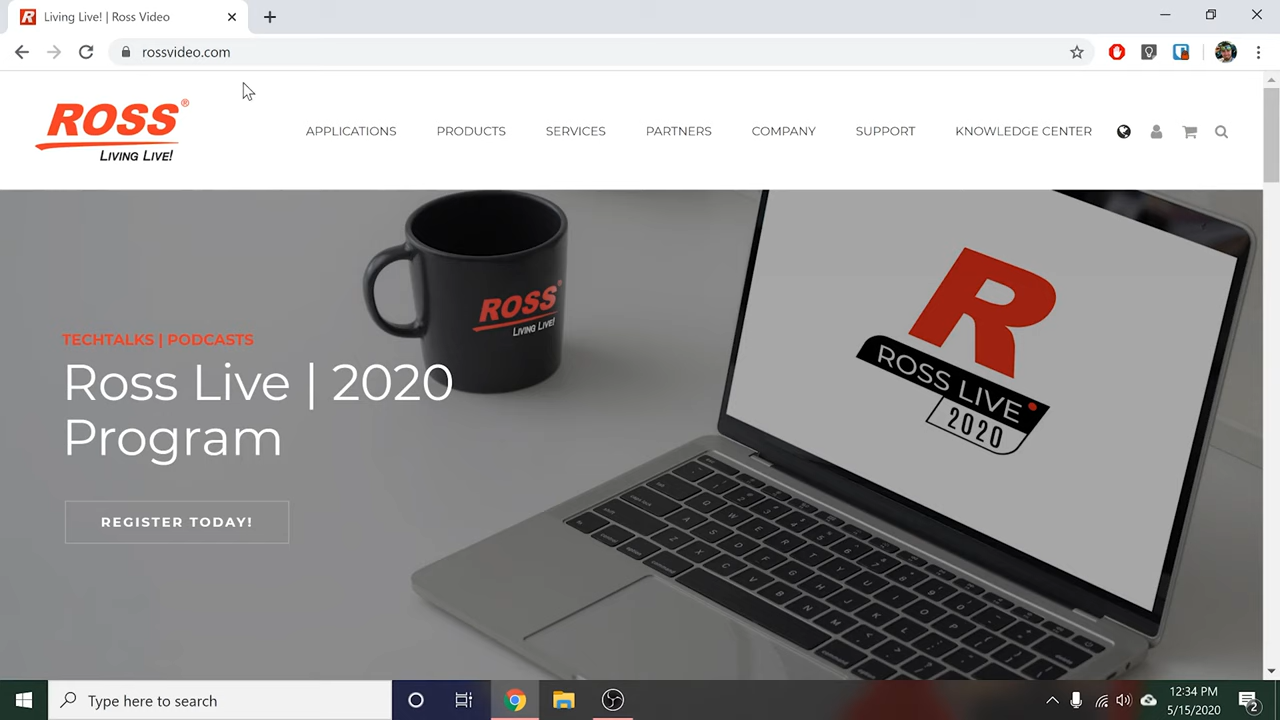 Living Live! | Ross Video
rossvideo.com
ROSS®
LIVING LIVE!
APPLICATIONS
PRODUCTS
SERVICES
PARTNERS
COMPANY
SUPPORT
KNOWLEDGE CENTER
ROSS
LIVING LIVE!
R
ROSS LIVE
2020
TECHTALKS | PODCASTS
Ross Live | 2020
Program
REGISTER TODAY!
Type here to search
12:34 PM
5/15/2020
2